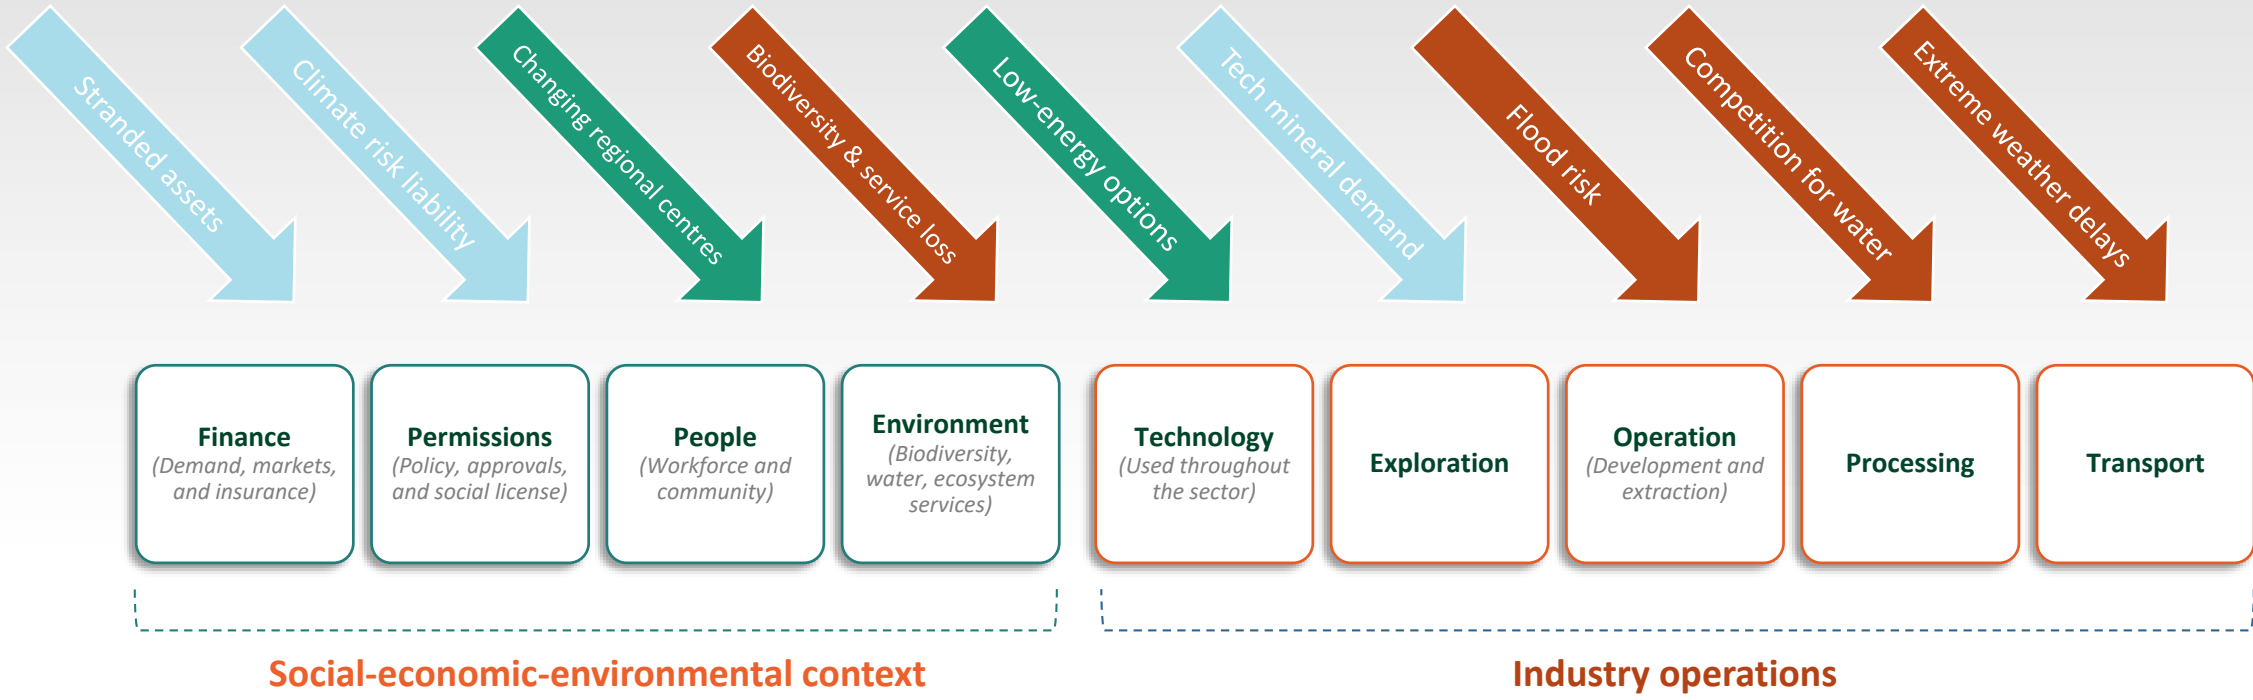 Stranded assets
Climate risk liability
Changing regional centres
Biodiversity & service loss
Low-energy options
Tech mineral demand
Flood risk
Competition for water
Extreme weather delays
Finance
(Demand, markets,
and insurance)
Permissions
(Policy, approvals,
and social license)
People
(Workforce and
community)
Environment
(Biodiversity,
water, ecosystem
services)
Technology
(Used throughout
the sector)
Exploration
Operation
(Development and
extraction)
Processing
Transport
Social-economic-environmental context
Industry operations